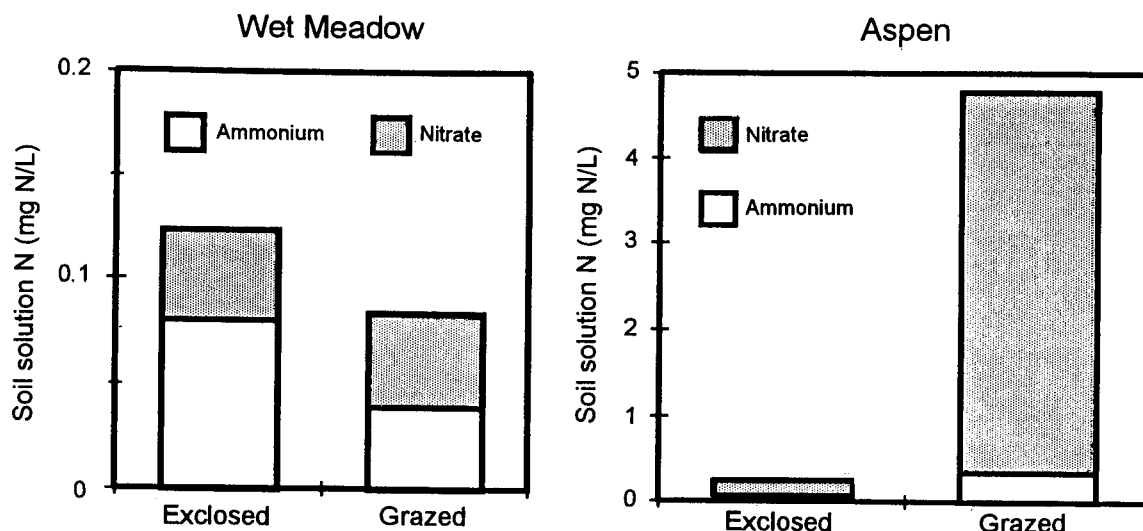 Wet Meadow
Soil solution N (mg N/L)
0.2
0.1
0
Ammonium
Nitrate
Exclosed
Grazed
Aspen
Soil solution N (mg N/L)
5
4
3
2
1
0
Nitrate
Ammonium
Exclosed
Grazed